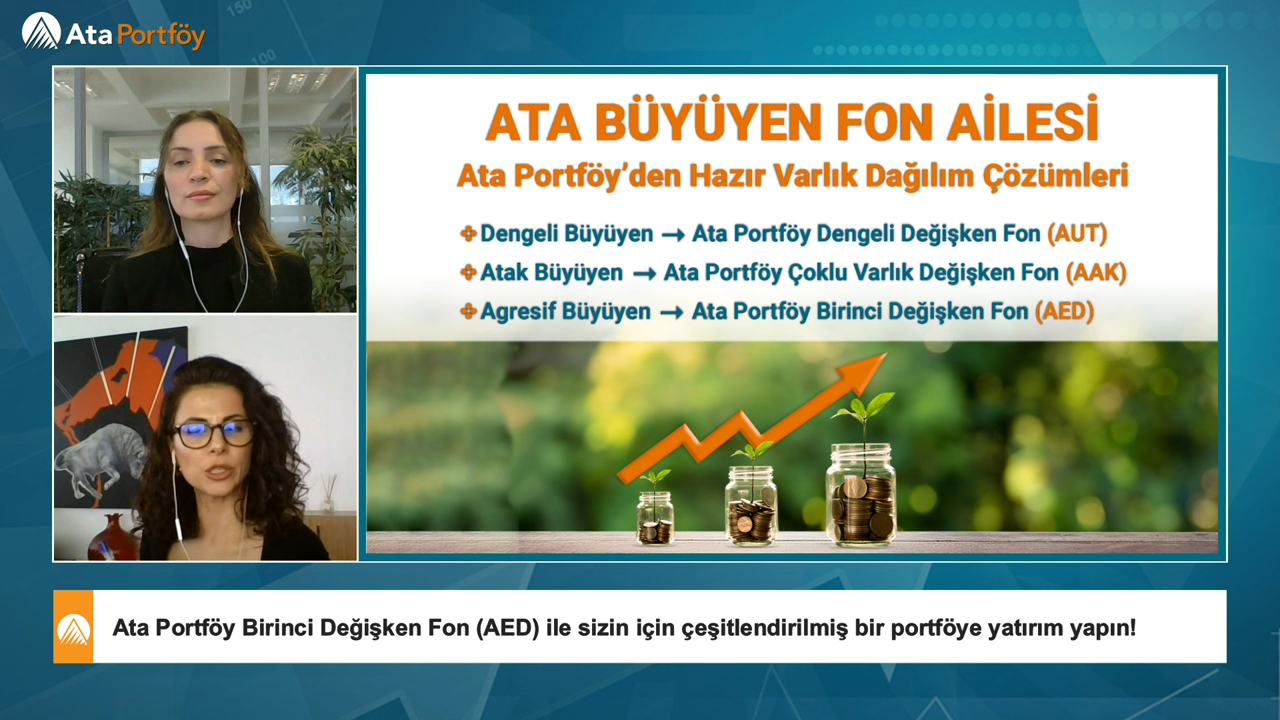 Ata Portföy
150
100
ATA BÜYÜYEN FON AİLESİ
Ata Portföy'den Hazır Varlık Dağılım Çözümleri
Dengeli Büyüyen → Ata Portföy Dengeli Değişken Fon (AUT)
Atak Büyüyen → Ata Portföy Çoklu Varlık Değişken Fon (AAK)
Agresif Büyüyen → Ata Portföy Birinci Değişken Fon (AED)
Ata Portföy Birinci Değişken Fon (AED) ile sizin için çeşitlendirilmiş bir portföye yatırım yapın!